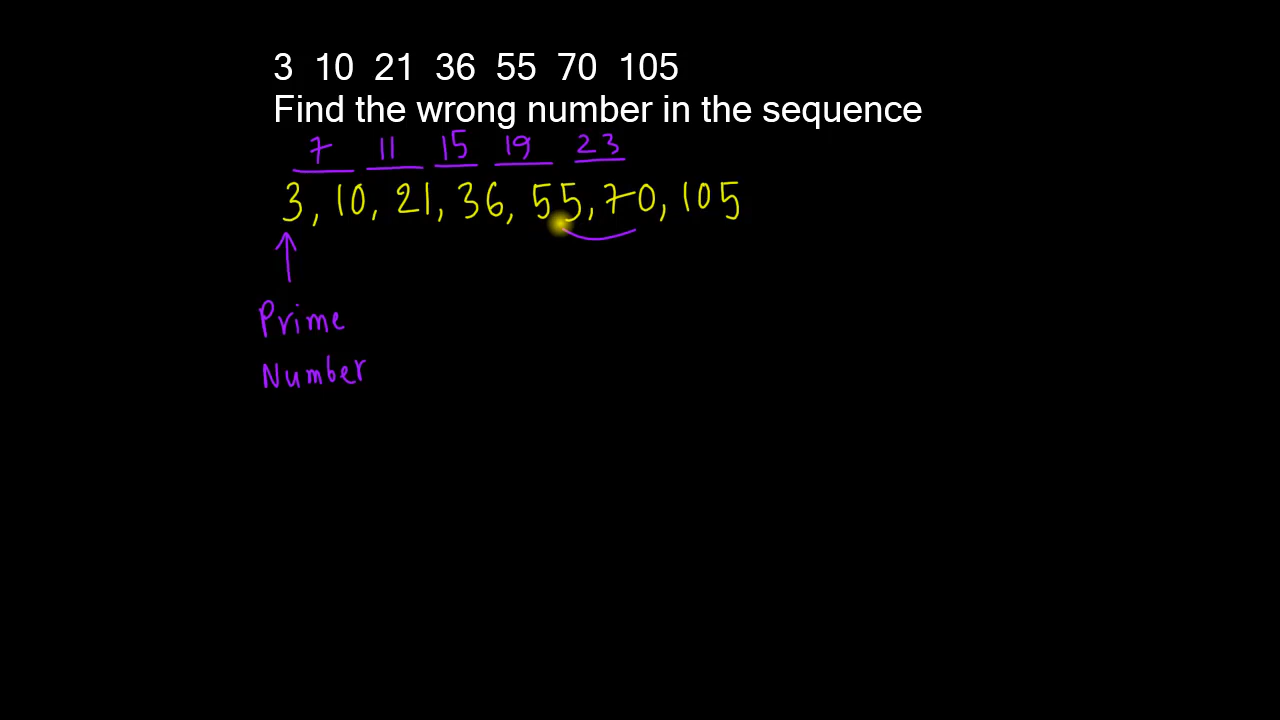 3 10 21 36 55 70 105
Find the wrong number in the sequence
7 11 15 19 23
3, 10, 21, 36, 55, 70, 105
Prime
Number